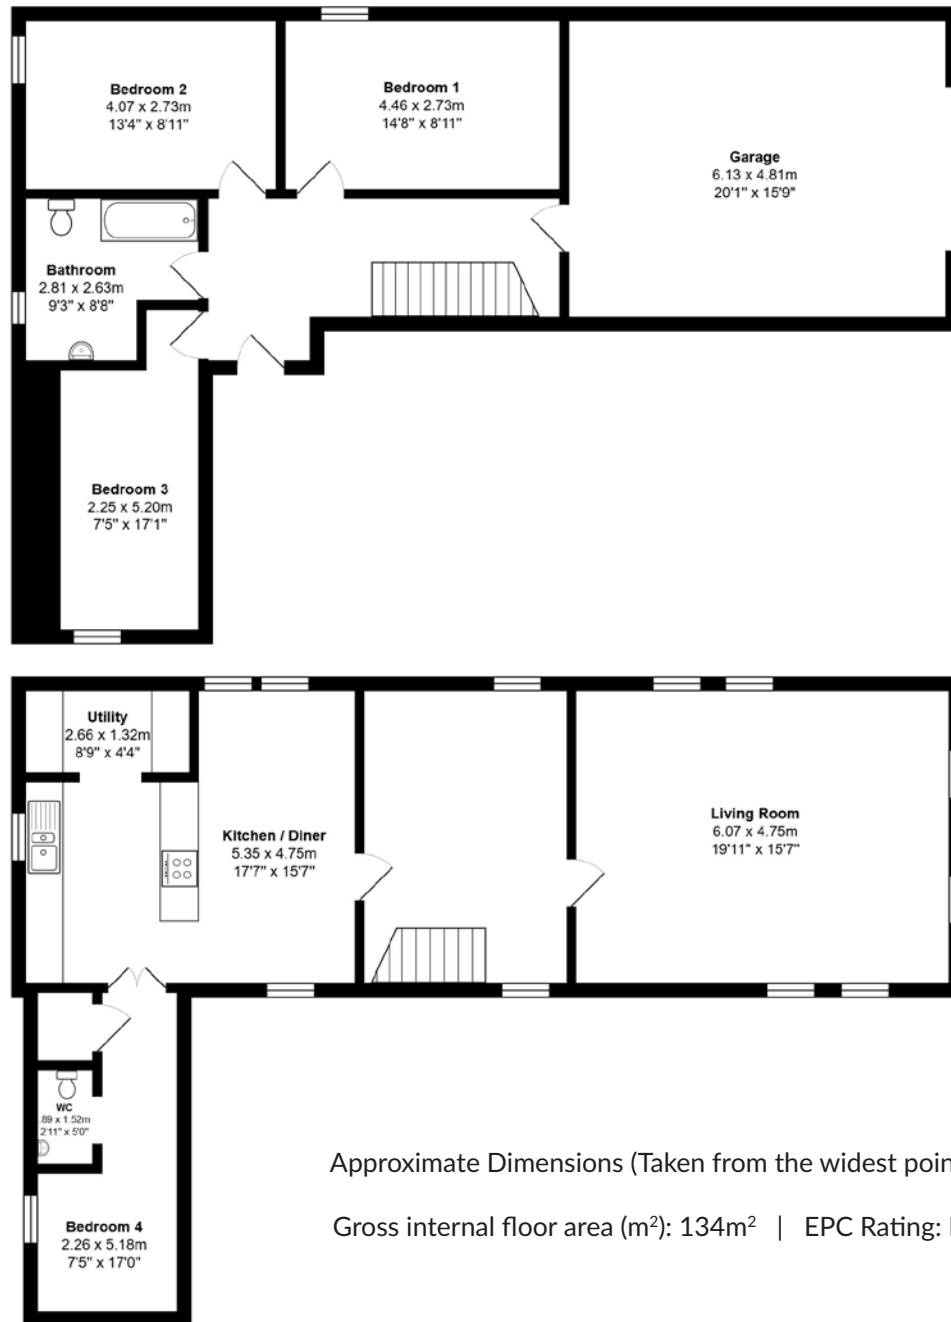 Bedroom 2
4.07 x 2.73m
13'4" x 8'11"
Bedroom 1
4.46 x 2.73m
14'8" x 8'11"
Garage
6.13 x 4.81m
20'1" x 15'9"
Bathroom
2.81 x 2.63m
9'3" x 8'8"
Bedroom 3
2.25 x 5.20m
7'5" x 17'1"
Utility
2.66 x 1.32m
8'9" x 4'4"
Kitchen / Diner
5.35 x 4.75m
17'7" x 15'7"
Living Room
6.07 x 4.75m
19'11" x 15'7"
WC
.89 x 1.52m
2'11" x 5'0"
Bedroom 4
2.26 x 5.18m
7'5" x 17'0"
Approximate Dimensions (Taken from the widest
Gross internal floor area (m²): 134m² | EPC Rating: